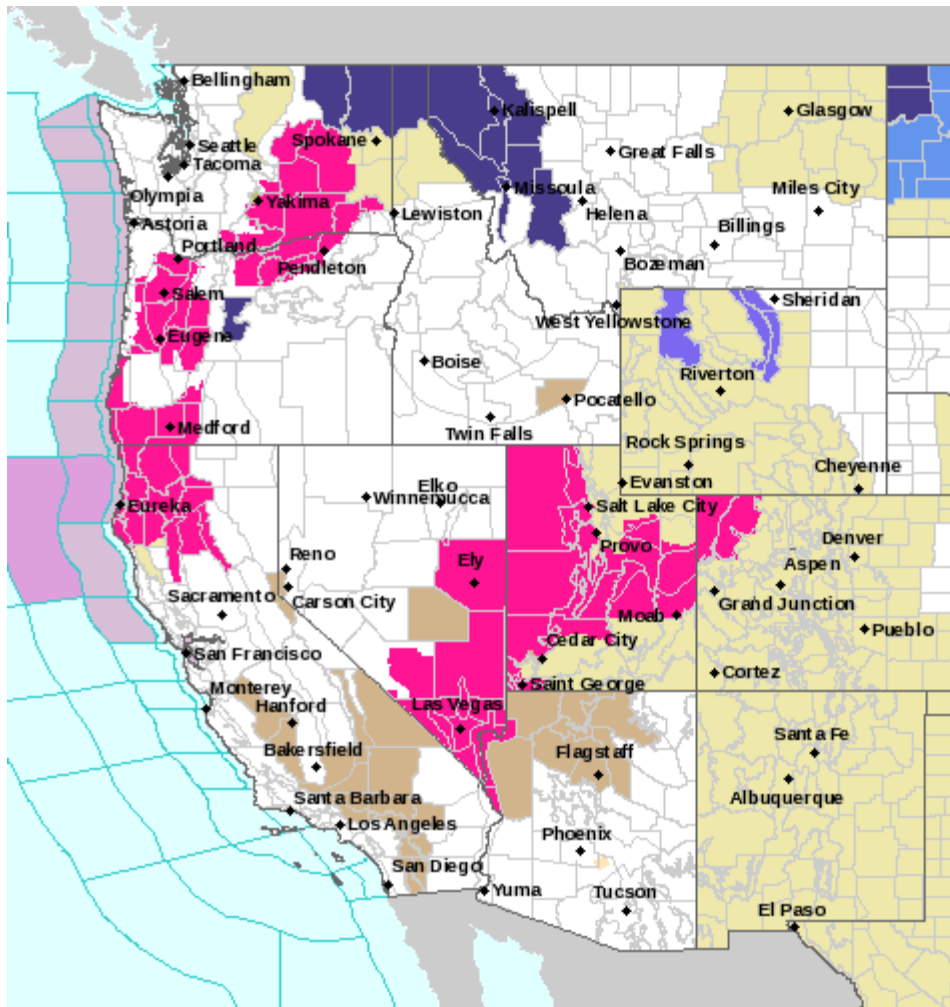 Bellingham
Kalispell
Glasgow
Seattle
Spokane
Great Falls
Tacoma
Olympia
Missoula
Miles City
Yakima
Lewiston
Helena
Astoria
Billings
Portland
Pendleton
Bozeman
Salem
Sheridan
West Yellowstone
Eugene
Boise
Riverton
Pocatello
Medford
Twin Falls
Rock Springs
Cheyenne
Elko
Winnemucca
Evanston
Eureka
Salt Lake City
Reno
Provo
Denver
Ely
Aspen
Sacramento
Carson City
Grand Junction
Moab
Pueblo
San Francisco
Cedar City
Cortez
Monterey
Saint George
Hanford
Las Vegas
Santa Fe
Bakersfield
Flagstaff
Albuquerque
Santa Barbara
Los Angeles
Phoenix
San Diego
Yuma
Tucson
El Paso